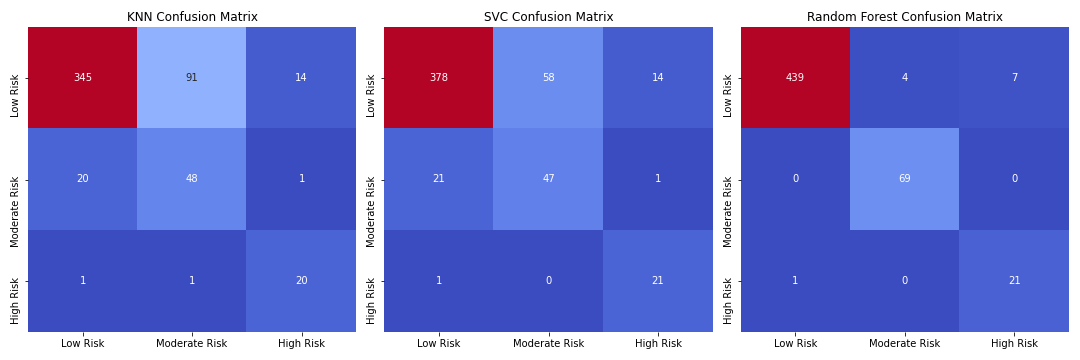 KNN Confusion Matrix
Low Risk
345 91 14
Moderate Risk
20 48 1
High Risk
1 1 20
Low Risk Moderate Risk High Risk
SVC Confusion Matrix
Low Risk
378 58 14
Moderate Risk
21 47 1
High Risk
1 0 21
Low Risk Moderate Risk High Risk
Random Forest Confusion Matrix
Low Risk
439 4 7
Moderate Risk
0 69 0
High Risk
1 0 21
Low Risk Moderate Risk High Risk